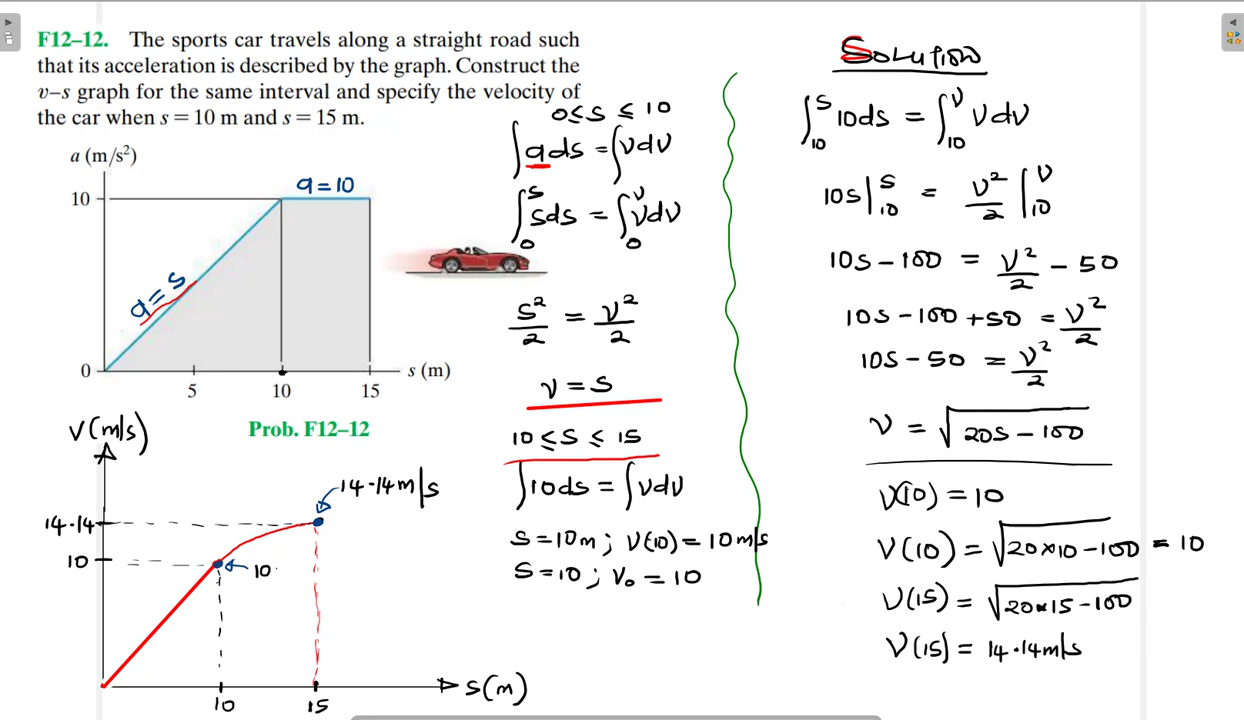 F12–12. The sports car travels along a straight road such
that its acceleration is described by the graph. Construct the
v–s graph for the same interval and specify the velocity of
the car when s = 10 m and s = 15 m.
a (m/s²)
10
a = 10
a = s
0
5
10
15
s (m)
Prob. F12–12
V(m/s)
14.14m/s
14.14
10
10
10
15
s(m)
0≤s ≤ 10
∫ads = ∫vdv
∫₀ˢ sds = ∫₀ᵛ vdv
s²/2 = v²/2
v = s
10 ≤ s ≤ 15
∫10ds = ∫vdv
s=10m ; v(10) = 10m/s
s=10 ; v₀ = 10
Solution
∫₁₀ˢ 10ds = ∫₁₀ᵛ vdv
10s|₁₀ˢ = v²/2 |₁₀ᵛ
10s - 100 = v²/2 - 50
10s - 100 + 50 = v²/2
10s - 50 = v²/2
v = √(20s - 100)
v(10) = 10
v(10) = √(20×10 - 100) = 10
v(15) = √(20×15 - 100)
v(15) = 14.14m/s